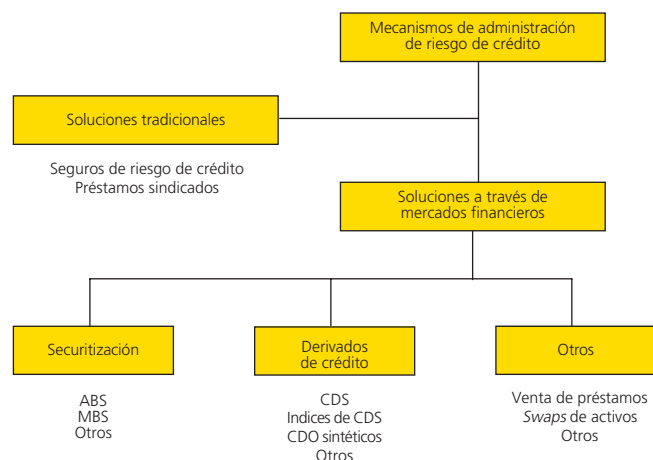 Mecanismos de administración
de riesgo de crédito
Soluciones tradicionales
Seguros de riesgo de crédito
Préstamos sindicados
Soluciones a través de
mercados financieros
Securitización
ABS
MBS
Otros
Derivados
de crédito
CDS
Indices de CDS
CDO sintéticos
Otros
Otros
Venta de préstamos
Swaps de activos
Otros